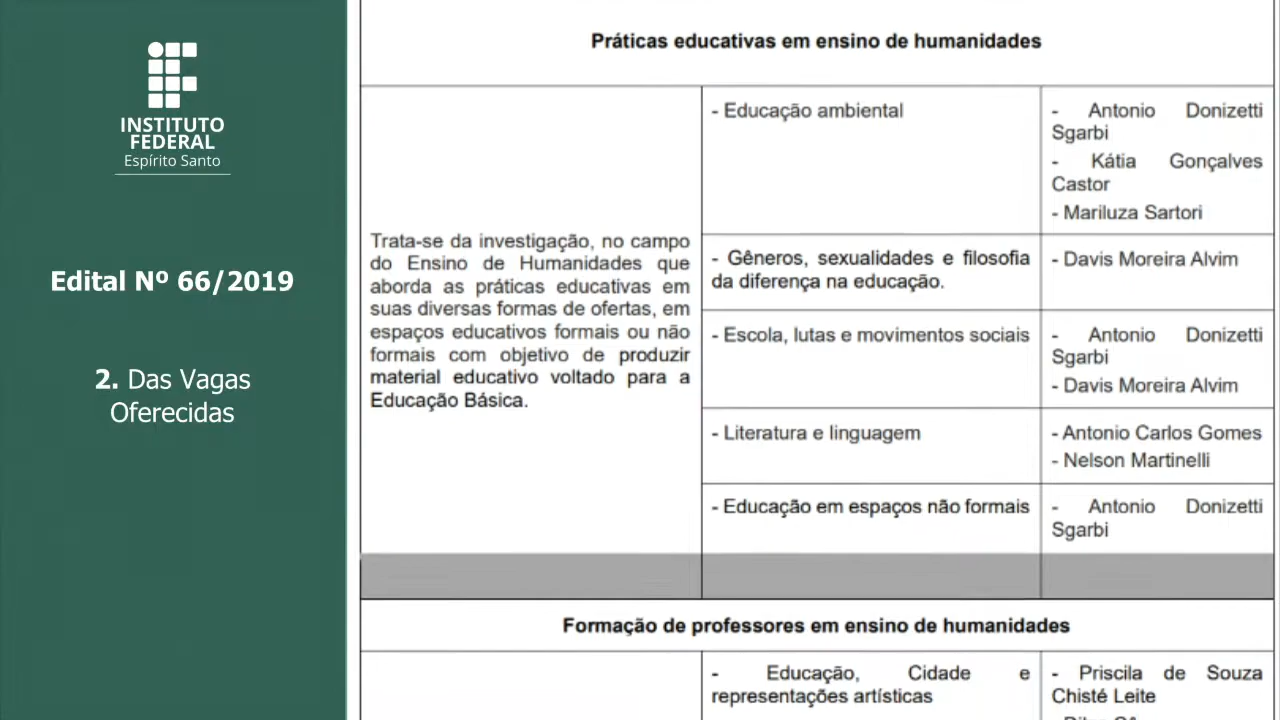 INSTITUTO
FEDERAL
Espírito Santo
Edital Nº 66/2019
2. Das Vagas
Oferecidas
Práticas educativas em ensino de humanidades
Trata-se da investigação, no campo
do Ensino de Humanidades que
aborda as práticas educativas em
suas diversas formas de ofertas, em
espaços educativos formais ou não
formais com objetivo de produzir
material educativo voltado para a
Educação Básica.
- Educação ambiental
- Antonio Donizetti
Sgarbi
- Kátia Gonçalves
Castor
- Mariluza Sartori
- Gêneros, sexualidades e filosofia
da diferença na educação.
- Davis Moreira Alvim
- Escola, lutas e movimentos sociais
- Antonio Donizetti
Sgarbi
- Davis Moreira Alvim
- Literatura e linguagem
- Antonio Carlos Gomes
- Nelson Martinelli
- Educação em espaços não formais
- Antonio Donizetti
Sgarbi
Formação de professores em ensino de humanidades
- Educação, Cidade e
representações artísticas
- Priscila de Souza
Chisté Leite